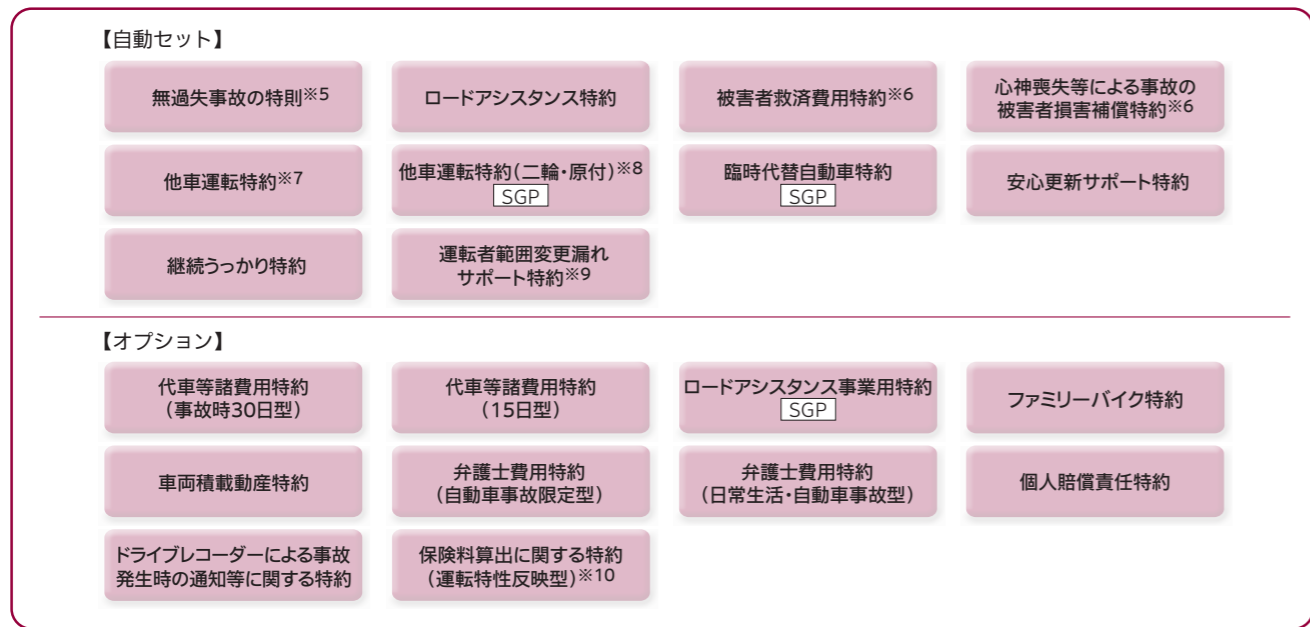 【自動セット】
無過失事故の特則※5
ロードアシスタンス特約
被害者救済費用特約※6
心神喪失等による事故の
被害者損害補償特約※6
他車運転特約※7
他車運転特約(二輪・原付)※8
SGP
臨時代替自動車特約
SGP
安心更新サポート特約
継続うっかり特約
運転者範囲変更漏れ
サポート特約※9
【オプション】
代車等諸費用特約
(事故時30日型)
代車等諸費用特約
(15日型)
ロードアシスタンス事業用特約
SGP
ファミリーバイク特約
車両積載動産特約
弁護士費用特約
(自動車事故限定型)
弁護士費用特約
(日常生活・自動車事故型)
個人賠償責任特約
ドライブレコーダーによる事故
発生時の通知等に関する特約
保険料算出に関する特約
(運転特性反映型)※10